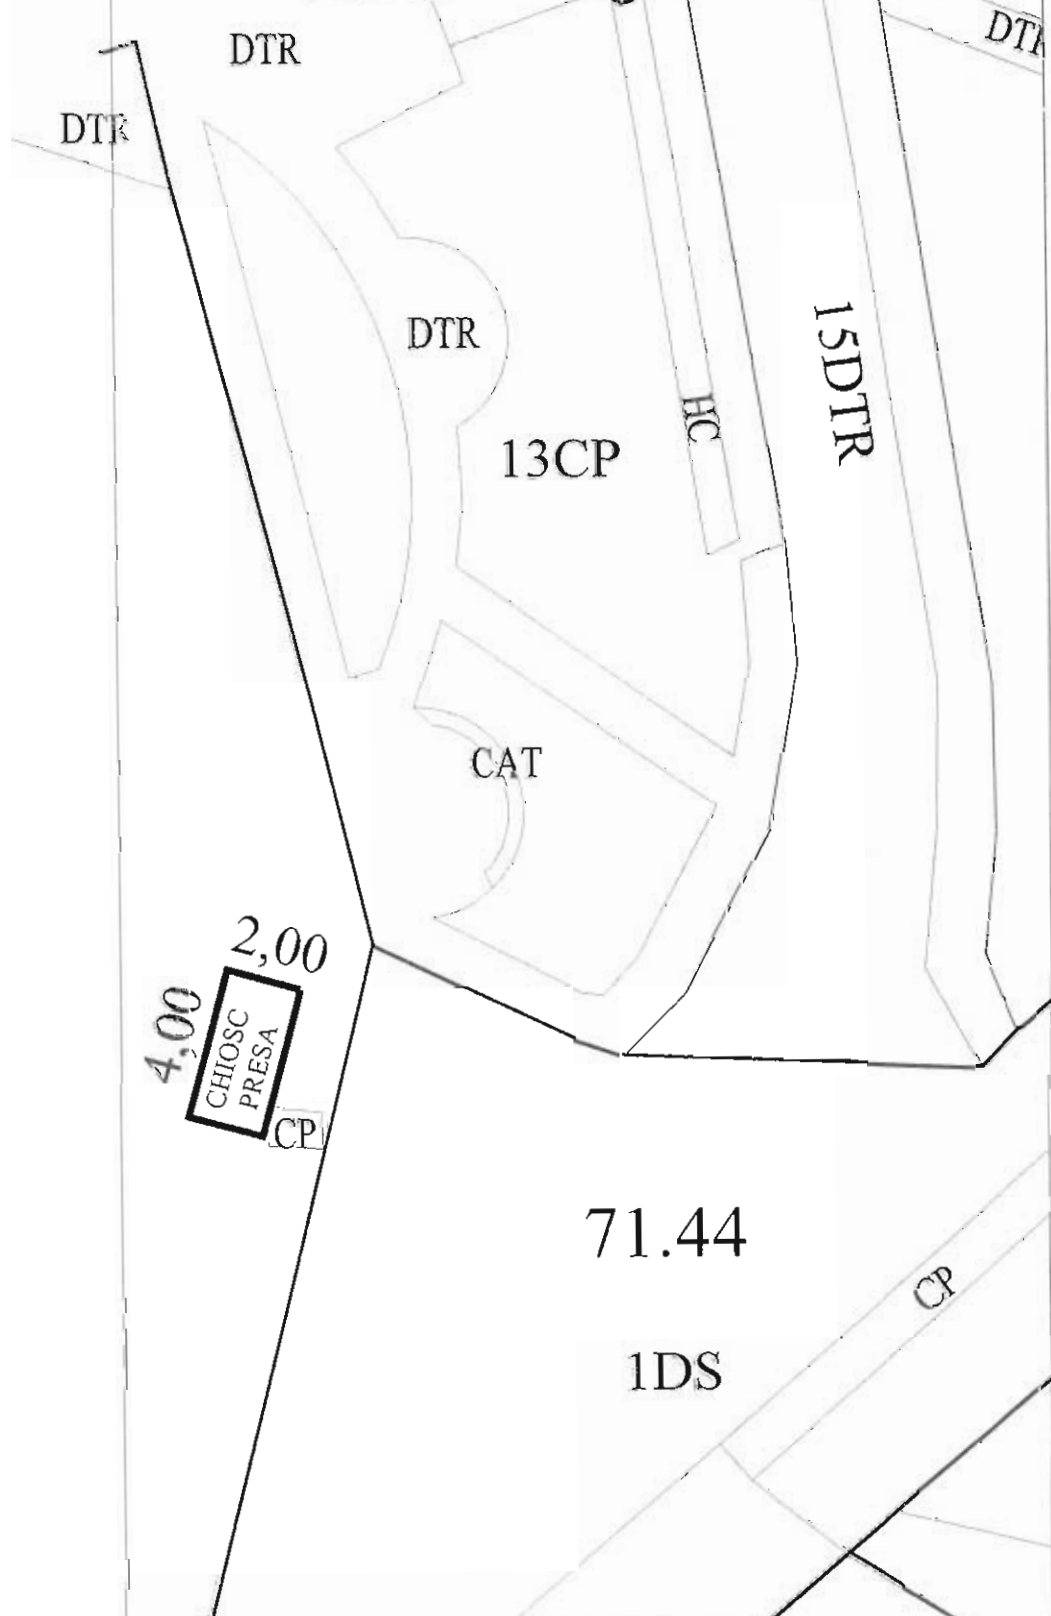 DTR
DTR
DTR
DTR
15DTR
HC
13CP
CAT
2,00
4,00
CHIOSC
PRESA
CP
71.44
CP
1DS